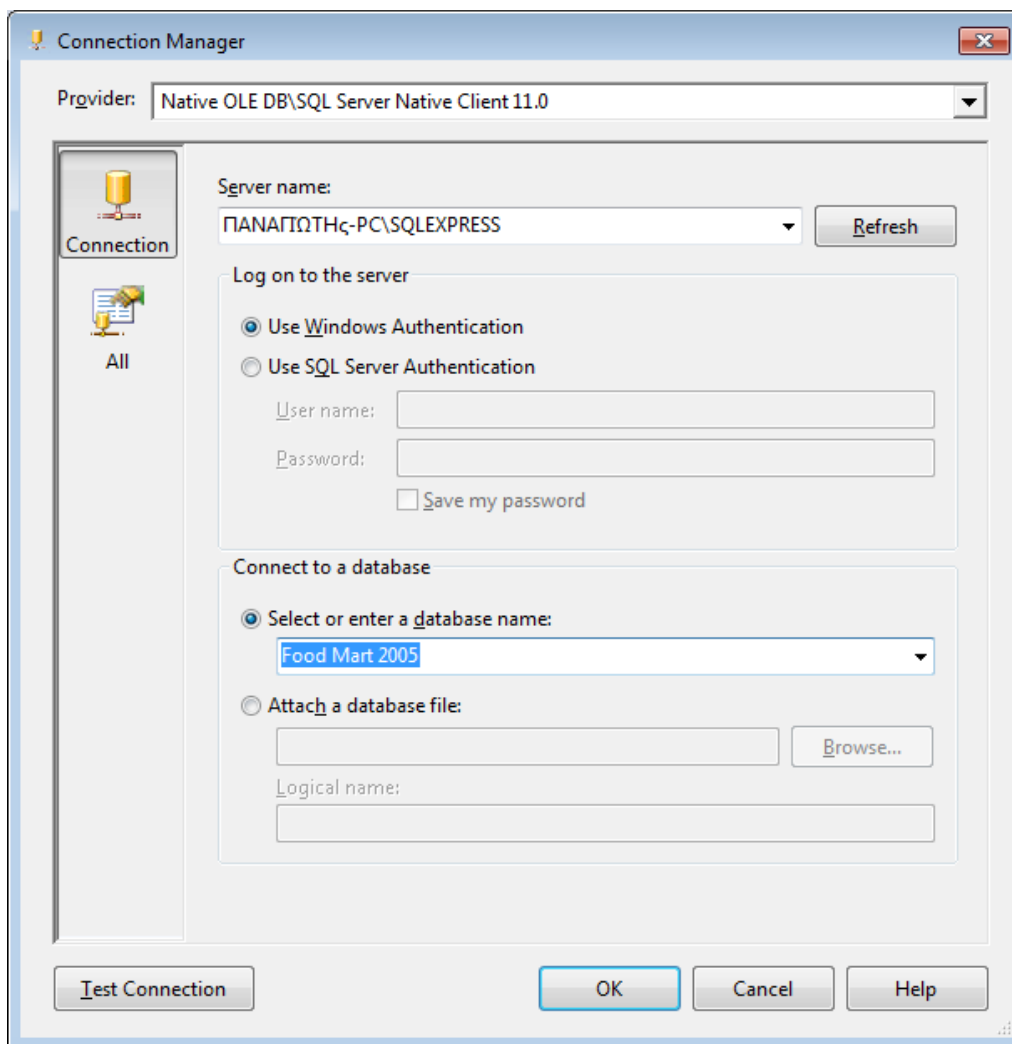 Connection Manager
Provider: Native OLE DB\SQL Server Native Client 11.0
Connection
All
Server name:
ΠΑΝΑΓΙΩΤΗς-PC\SQLEXPRESS
Refresh
Log on to the server
Use Windows Authentication
Use SQL Server Authentication
User name:
Password:
Save my password
Connect to a database
Select or enter a database name:
Food Mart 2005
Attach a database file:
Browse...
Logical name:
Test Connection OK Cancel Help